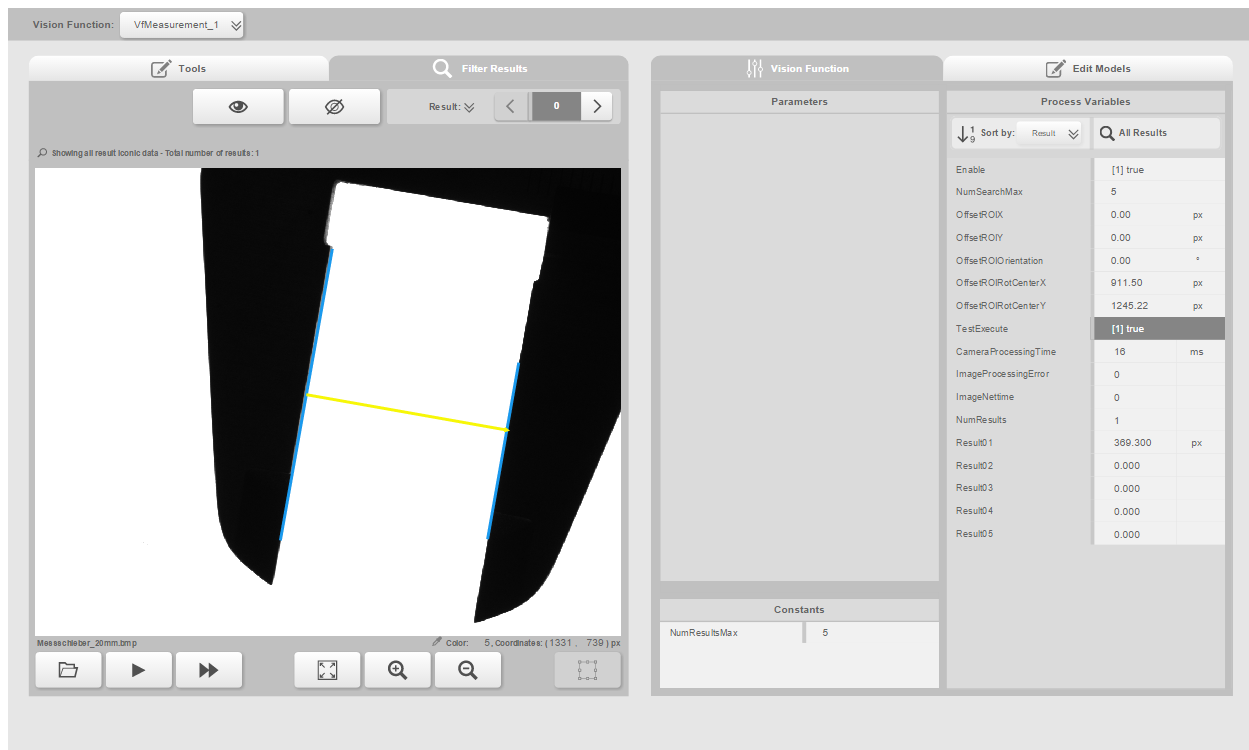 Vision Function: VfMeasurement_1
Tools
Filter Results
Result: 0
Showing all result iconic data - Total number of results: 1
Messschieber_20mm.bmp
Color: 5, Coordinates: ( 1331 , 739 ) px
Vision Function
Edit Models
Parameters
Constants
NumResultsMax 5
Process Variables
Sort by: Result
All Results
Enable [1] true
NumSearchMax 5
OffsetROIX 0.00 px
OffsetROIY 0.00 px
OffsetROIOrientation 0.00 °
OffsetROIRotCenterX 911.50 px
OffsetROIRotCenterY 1245.22 px
TestExecute [1] true
CameraProcessingTime 16 ms
ImageProcessingError 0
ImageNettime 0
NumResults 1
Result01 369.300 px
Result02 0.000
Result03 0.000
Result04 0.000
Result05 0.000